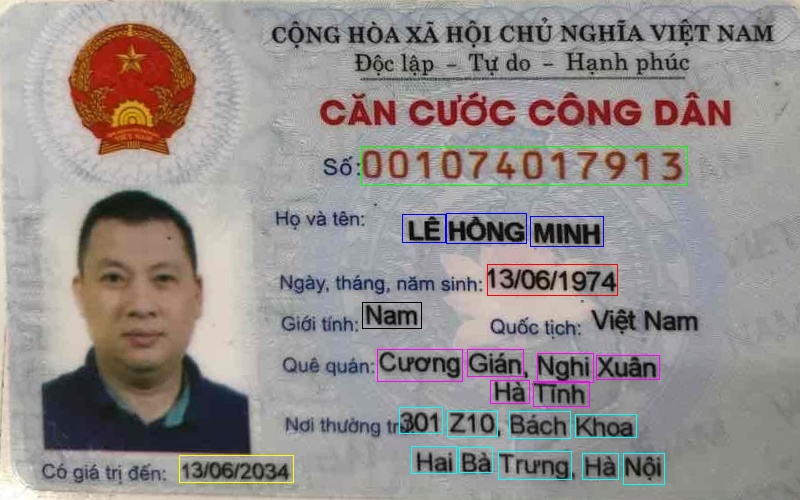 CỘNG HÒA XÃ HỘI CHỦ NGHĨA VIỆT NAM
Độc lập - Tự do - Hạnh phúc
CĂN CƯỚC CÔNG DÂN
Số: 001074017913
Họ và tên: LÊ HỒNG MINH
Ngày, tháng, năm sinh: 13/06/1974
Giới tính: Nam Quốc tịch: Việt Nam
Quê quán: Cương Gián, Nghi Xuân
Hà Tĩnh
Nơi thường trú: 301 Z10, Bách Khoa
Hai Bà Trưng, Hà Nội
Có giá trị đến: 13/06/2034